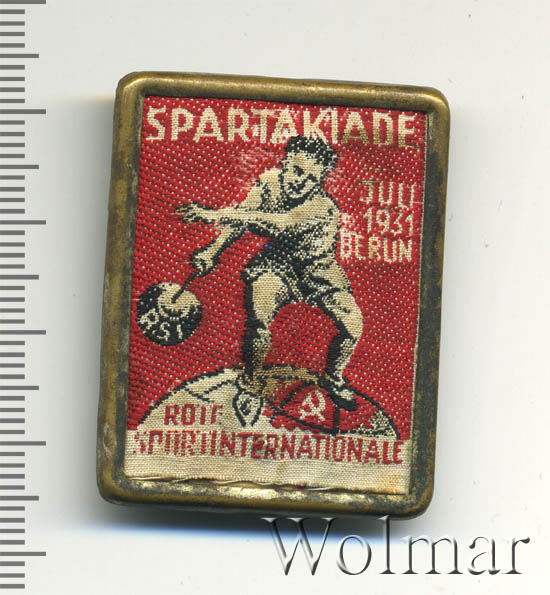 SPARTAKIADE
JULI
1931
BERLIN
RSI
ROTE
SPORTINTERNATIONALE
Wolmar